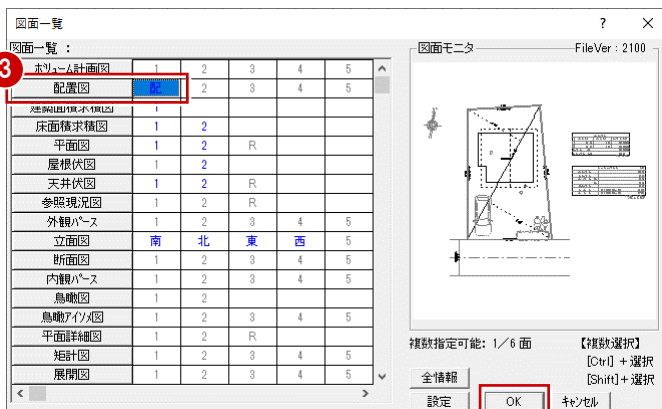 図面一覧 ? ×
図面一覧 :
3
ボリューム計画図 1 2 3 4 5
配置図 配 2 3 4 5
建築面積求積図 1
床面積求積図 1 2
平面図 1 2 R
屋根伏図 1 2
天井伏図 1 2 R
参照現況図 1 2 R
外観パース 1 2 3 4 5
立面図 南 北 東 西 5
断面図 1 2 3 4 5
内観パース 1 2 3 4 5
鳥瞰図 1 2
鳥瞰アイソメ図 1 2 3 4 5
平面詳細図 1 2 R
矩計図 1 2 3 4 5
展開図 1 2 3 4 5
図面モニタ FileVer : 2100
複数指定可能: 1/6 面
【複数選択】
[Ctrl] + 選択
[Shift]+ 選択
全情報
設定 OK キャンセル